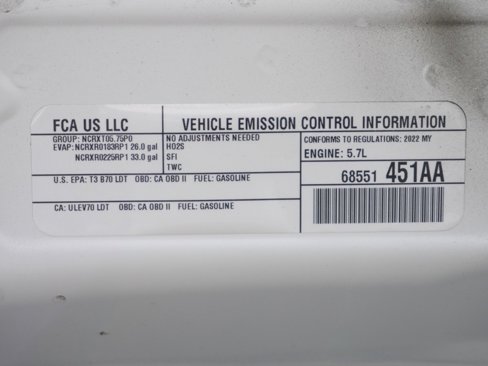 FCA US LLC
VEHICLE EMISSION CONTROL INFORMATION
GROUP: NCRXT05.75P0
EVAP: NCRXR0183RP1 26.0 gal
NCRXR0225RP1 33.0 gal
NO ADJUSTMENTS NEEDED
HO2S
SFI
TWC
CONFORMS TO REGULATIONS: 2022 MY
ENGINE: 5.7L
U.S. EPA: T3 B70 LDT OBD: CA OBD II FUEL: GASOLINE
68551 451AA
CA: ULEV70 LDT OBD: CA OBD II FUEL: GASOLINE